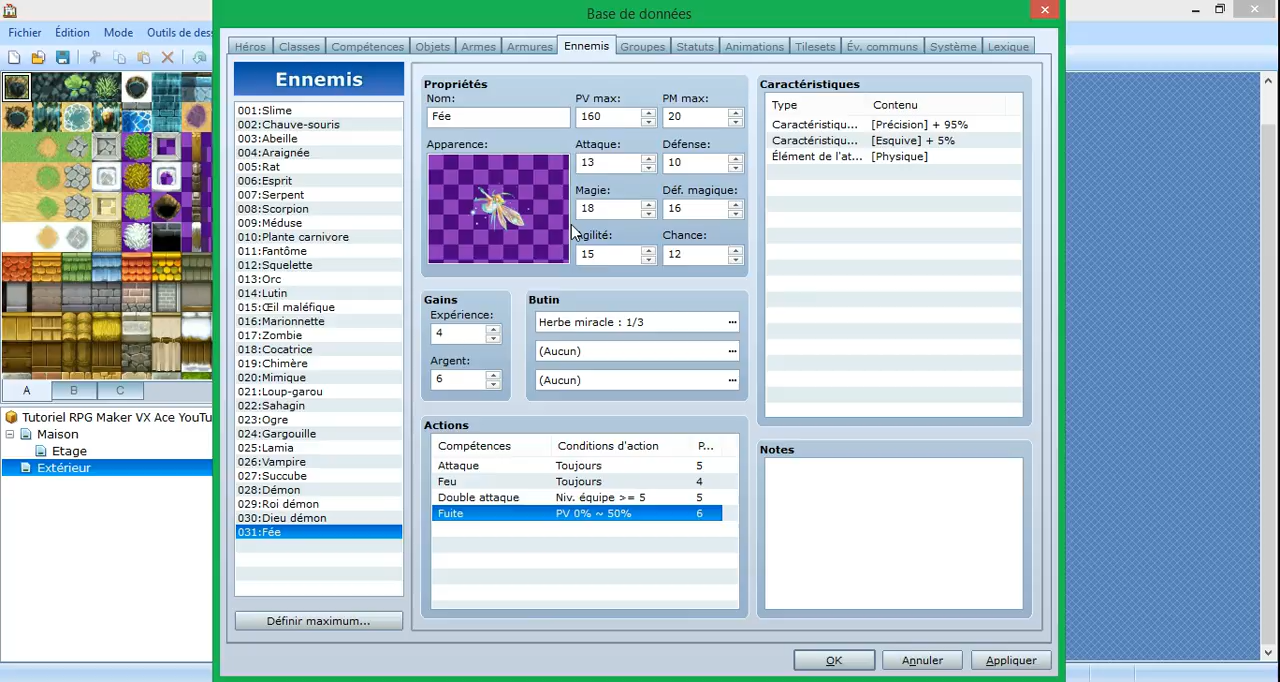 Base de données
Fichier Édition Mode Outils de des
Héros Classes Compétences Objets Armes Armures Ennemis Groupes Statuts Animations Tilesets Év. communs Système Lexique
Ennemis
001:Slime
002:Chauve-souris
003:Abeille
004:Araignée
005:Rat
006:Esprit
007:Serpent
008:Scorpion
009:Méduse
010:Plante carnivore
011:Fantôme
012:Squelette
013:Orc
014:Lutin
015:Œil maléfique
016:Marionnette
017:Zombie
018:Cocatrice
019:Chimère
020:Mimique
021:Loup-garou
022:Sahagin
023:Ogre
024:Gargouille
025:Lamia
026:Vampire
027:Succube
028:Démon
029:Roi démon
030:Dieu démon
031:Fée
Définir maximum...
Propriétés
Nom: PV max: PM max:
Fée 160 20
Apparence: Attaque: Défense:
13 10
Magie: Déf. magique:
18 16
gilité: Chance:
15 12
Gains
Expérience:
4
Argent:
6
Butin
Herbe miracle : 1/3 ...
(Aucun) ...
(Aucun) ...
Actions
Compétences Conditions d'action P...
Attaque Toujours 5
Feu Toujours 4
Double attaque Niv. équipe >= 5 5
Fuite PV 0% ~ 50% 6
Caractéristiques
Type Contenu
Caractéristiqu... [Précision] + 95%
Caractéristiqu... [Esquive] + 5%
Élément de l'at... [Physique]
Notes
A B C
Tutoriel RPG Maker VX Ace YouTu
Maison
Etage
Extérieur
OK Annuler Appliquer